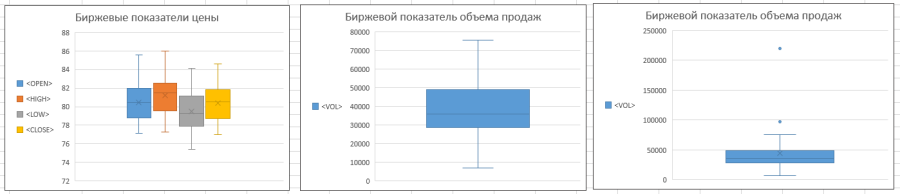 Биржевые показатели цены
88
86
84
82
80
78
76
74
72
<OPEN>
<HIGH>
<LOW>
<CLOSE>
Биржевой показатель объема продаж
80000
70000
60000
50000
40000
30000
20000
10000
0
<VOL>
Биржевой показатель объема продаж
250000
200000
150000
100000
50000
0
<VOL>